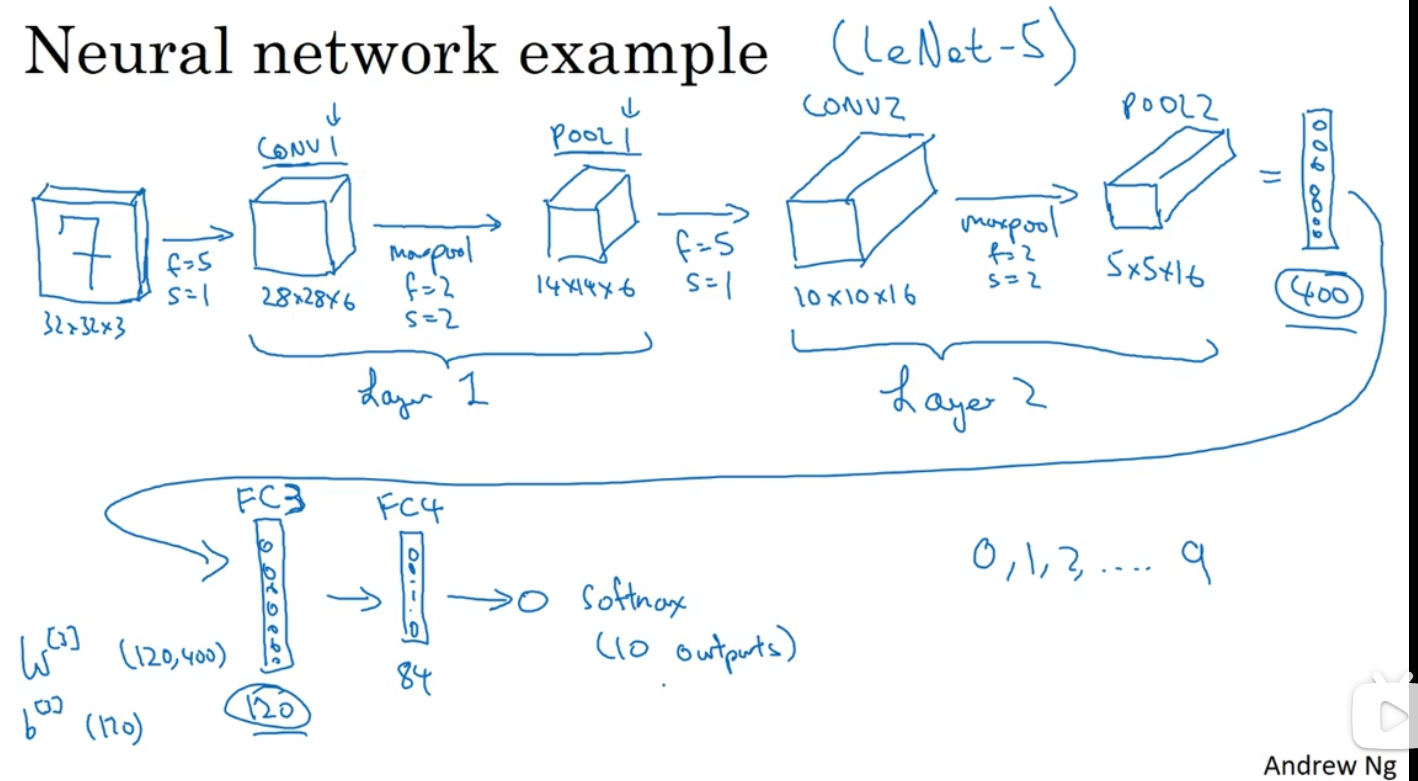 Neural network example (LeNet-5)
CONV1
POOL1
CONV2
POOL2
7
f=5
s=1
maxpool
f=2
s=2
f=5
s=1
maxpool
f=2
s=2
=
32×32×3
28×28×6
14×14×6
10×10×16
5×5×16
400
Layer 1
Layer 2
FC3
FC4
0,1,2,.... 9
Softmax
(10 outputs)
W[3] (120,400)
b[3] (120)
120
84
Andrew Ng